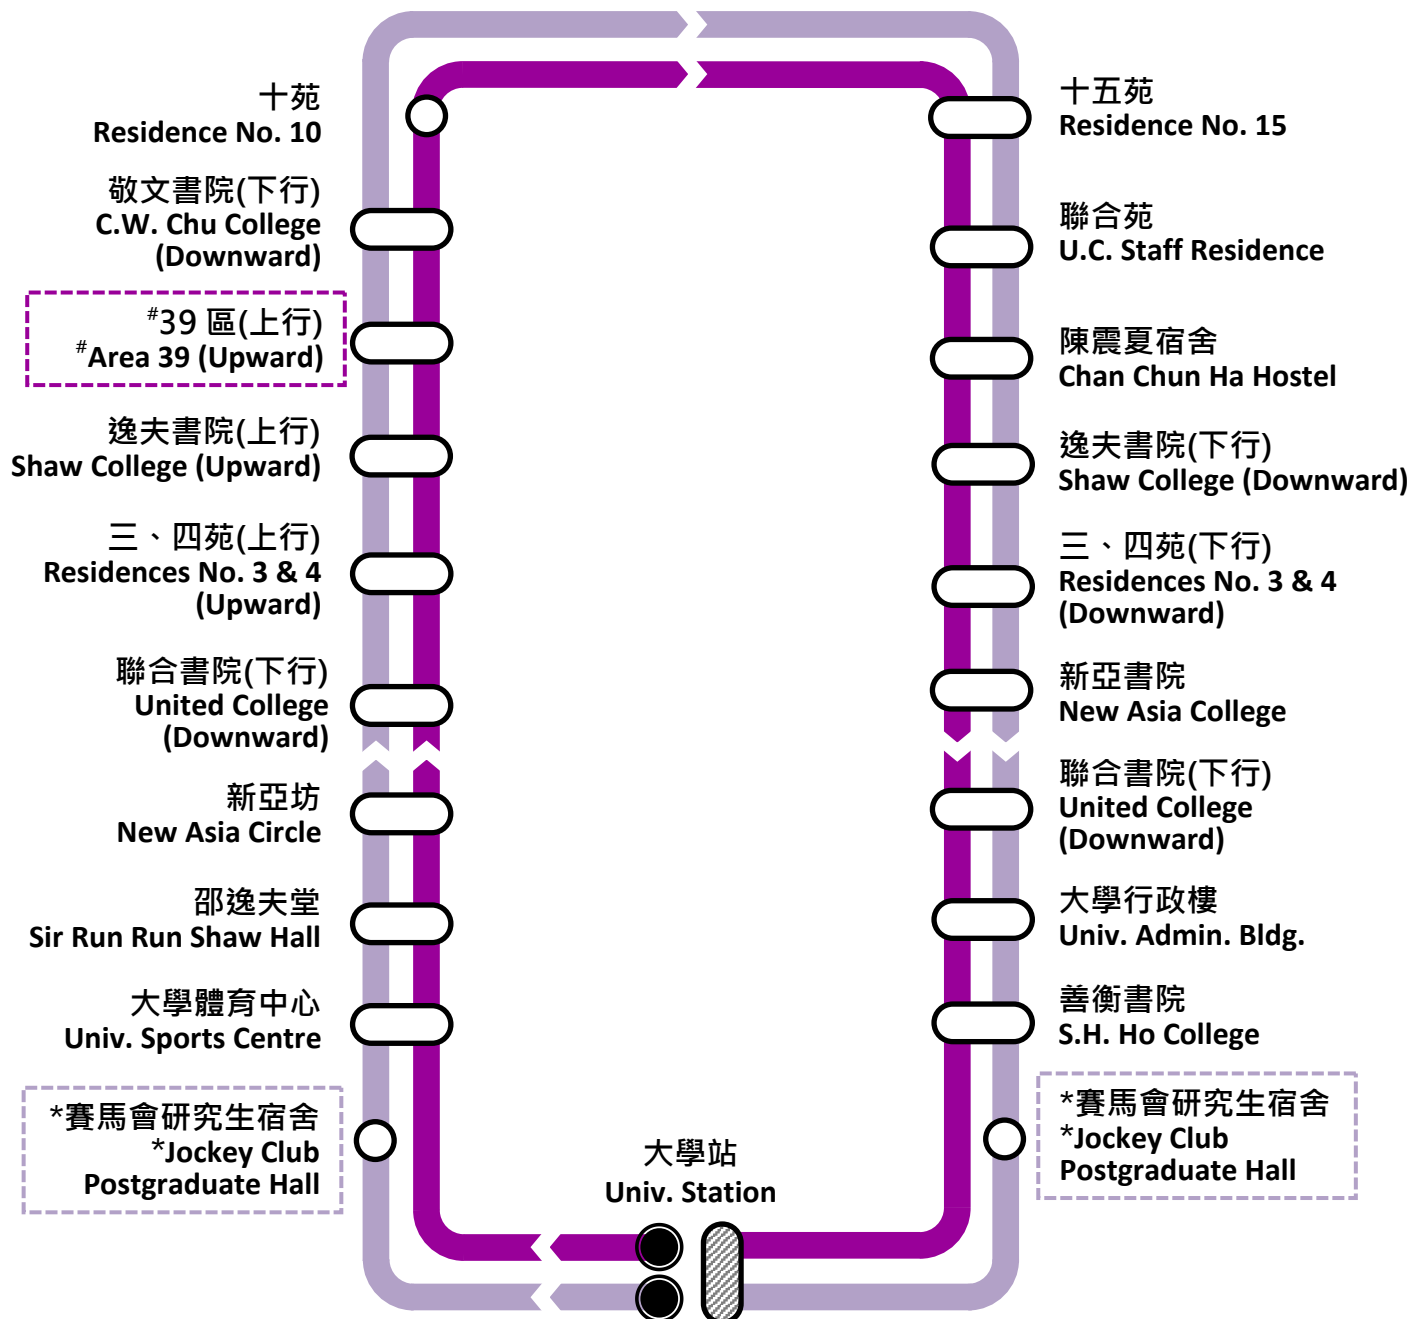 十苑
Residence No. 10
敬文書院(下行)
C.W. Chu College
(Downward)
#39 區(上行)
#Area 39 (Upward)
逸夫書院(上行)
Shaw College (Upward)
三、四苑(上行)
Residences No. 3 & 4
(Upward)
聯合書院(下行)
United College
(Downward)
新亞坊
New Asia Circle
邵逸夫堂
Sir Run Run Shaw Hall
大學體育中心
Univ. Sports Centre
*賽馬會研究生宿舍
*Jockey Club
Postgraduate Hall
大學站
Univ. Station
十五苑
Residence No. 15
聯合苑
U.C. Staff Residence
陳震夏宿舍
Chan Chun Ha Hostel
逸夫書院(下行)
Shaw College (Downward)
三、四苑(下行)
Residences No. 3 & 4
(Downward)
新亞書院
New Asia College
聯合書院(下行)
United College
(Downward)
大學行政樓
Univ. Admin. Bldg.
善衡書院
S.H. Ho College
*賽馬會研究生宿舍
*Jockey Club
Postgraduate Hall